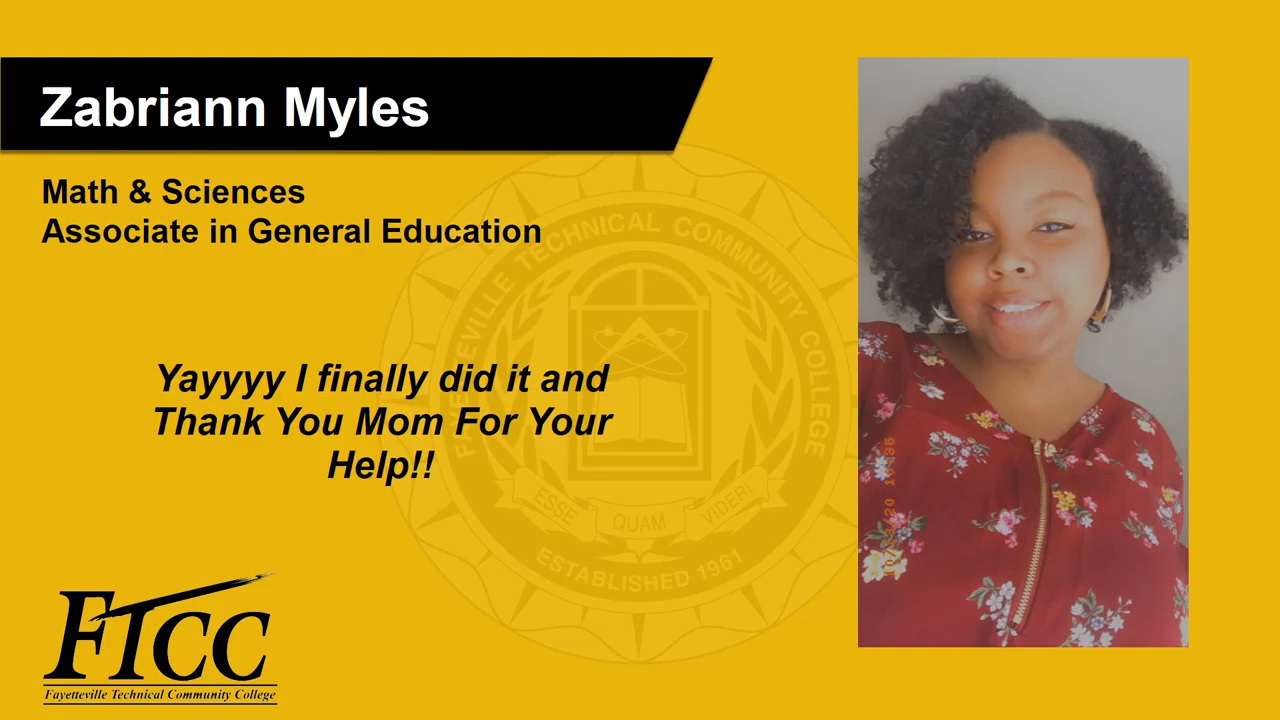 Zabriann Myles
Math & Sciences
Associate in General Education
Yayyyy I finally did it and
Thank You Mom For Your
Help!!
FAYETTEVILLE TECHNICAL COMMUNITY COLLEGE
ESSE QUAM VIDERI
ESTABLISHED 1961
FTCC
Fayetteville Technical Community College